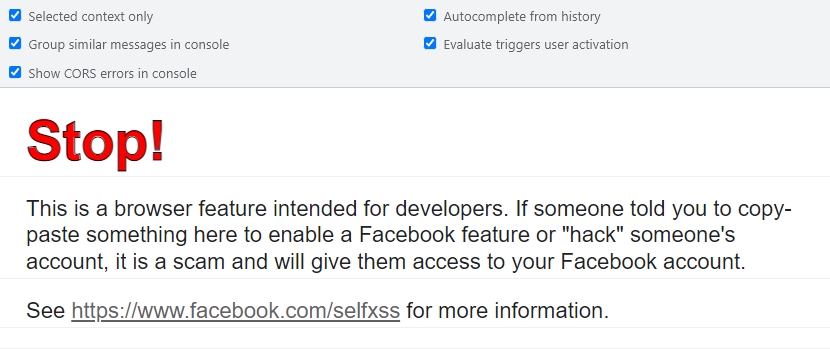 Selected context only
Autocomplete from history
Group similar messages in console
Evaluate triggers user activation
Show CORS errors in console
Stop!
This is a browser feature intended for developers. If someone told you to copy-
paste something here to enable a Facebook feature or "hack" someone's
account, it is a scam and will give them access to your Facebook account.
See https://www.facebook.com/selfxss for more information.